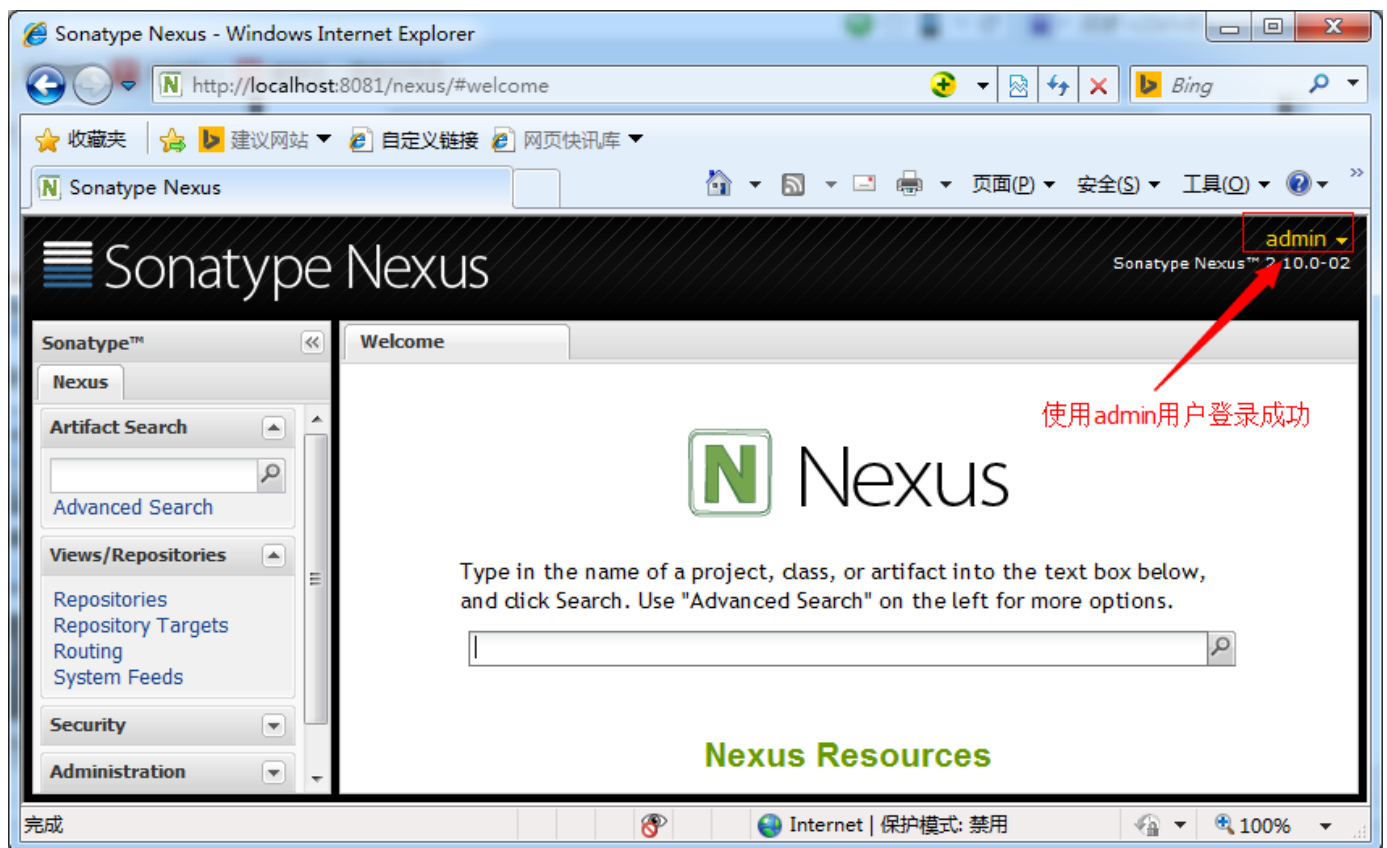 Sonatype Nexus - Windows Internet Explorer
http://localhost:8081/nexus/#welcome
Bing
收藏夹
建议网站
自定义链接
网页快讯库
Sonatype Nexus
页面(P)
安全(S)
工具(O)
Sonatype Nexus
admin
Sonatype Nexus™ 2.10.0-02
Sonatype™
Welcome
Nexus
Artifact Search
Advanced Search
Views/Repositories
Repositories
Repository Targets
Routing
System Feeds
Security
Administration
使用admin用户登录成功
N Nexus
Type in the name of a project, class, or artifact into the text box below,
and click Search. Use "Advanced Search" on the left for more options.
Nexus Resources
完成
Internet | 保护模式: 禁用
100%